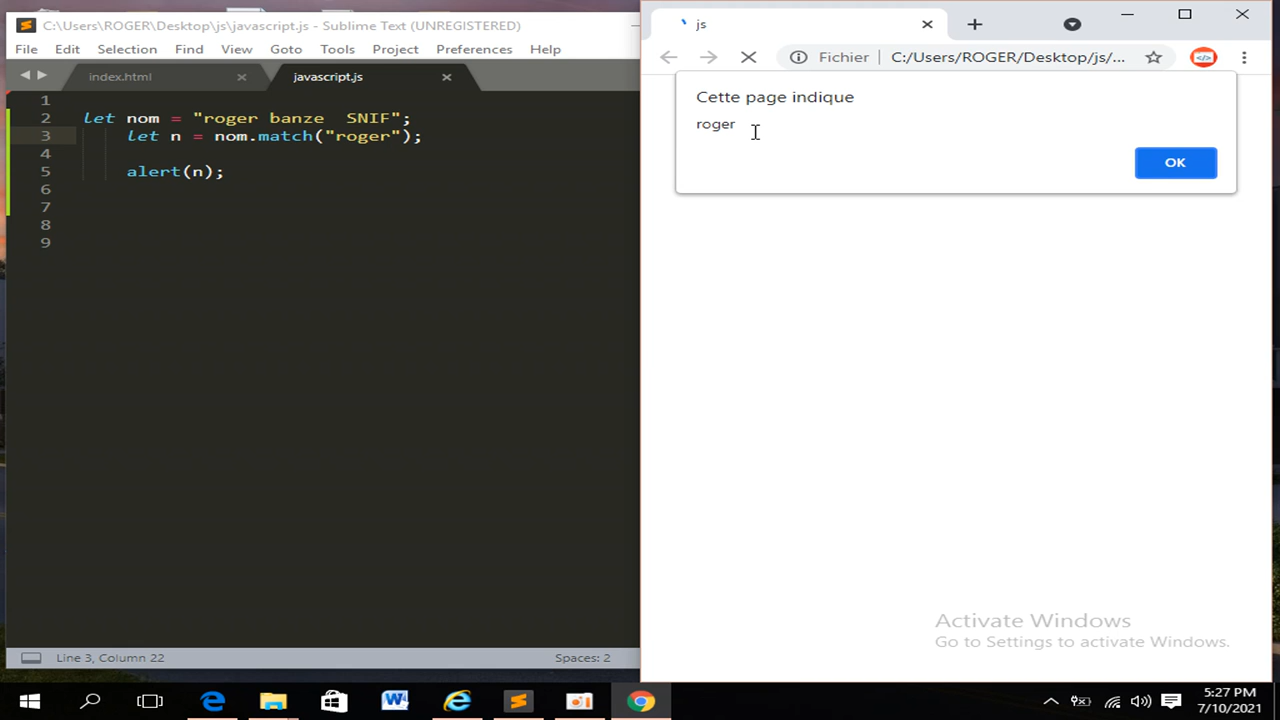 C:\Users\ROGER\Desktop\js\javascript.js - Sublime Text (UNREGISTERED)
File Edit Selection Find View Goto Tools Project Preferences Help
index.html
javascript.js
1
2 let nom = "roger banze  SNIF";
3 let n = nom.match("roger");
4
5 alert(n);
6
7
8
9
Line 3, Column 22
Spaces: 2
js
Fichier C:/Users/ROGER/Desktop/js/...
Cette page indique
roger
OK
Activate Windows
Go to Settings to activate Windows.
5:27 PM
7/10/2021